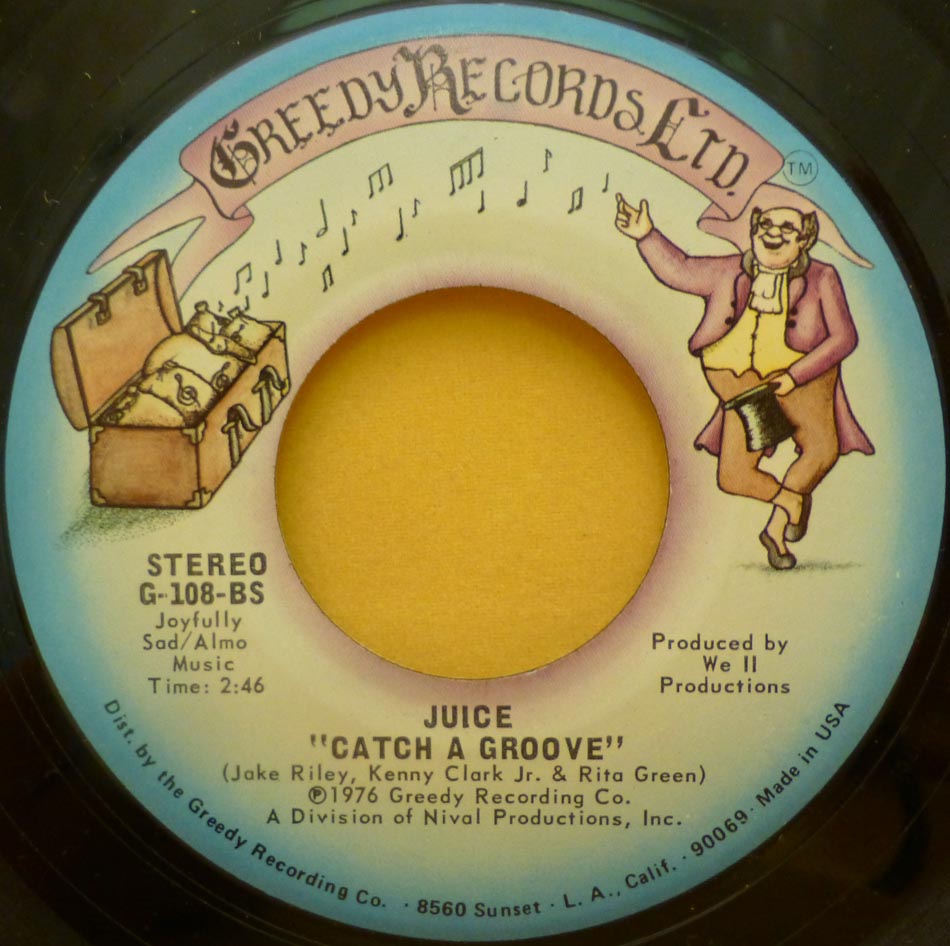 Greedy Records, Ltd.
TM
STEREO
G-108-BS
Joyfully
Sad/Almo
Music
Time: 2:46
Produced by
We II
Productions
JUICE
"CATCH A GROOVE"
(Jake Riley, Kenny Clark Jr. & Rita Green)
℗1976 Greedy Recording Co.
A Division of Nival Productions, Inc.
Dist. by the Greedy Recording Co. · 8560 Sunset · L. A., Calif. · 90069 · Made in USA